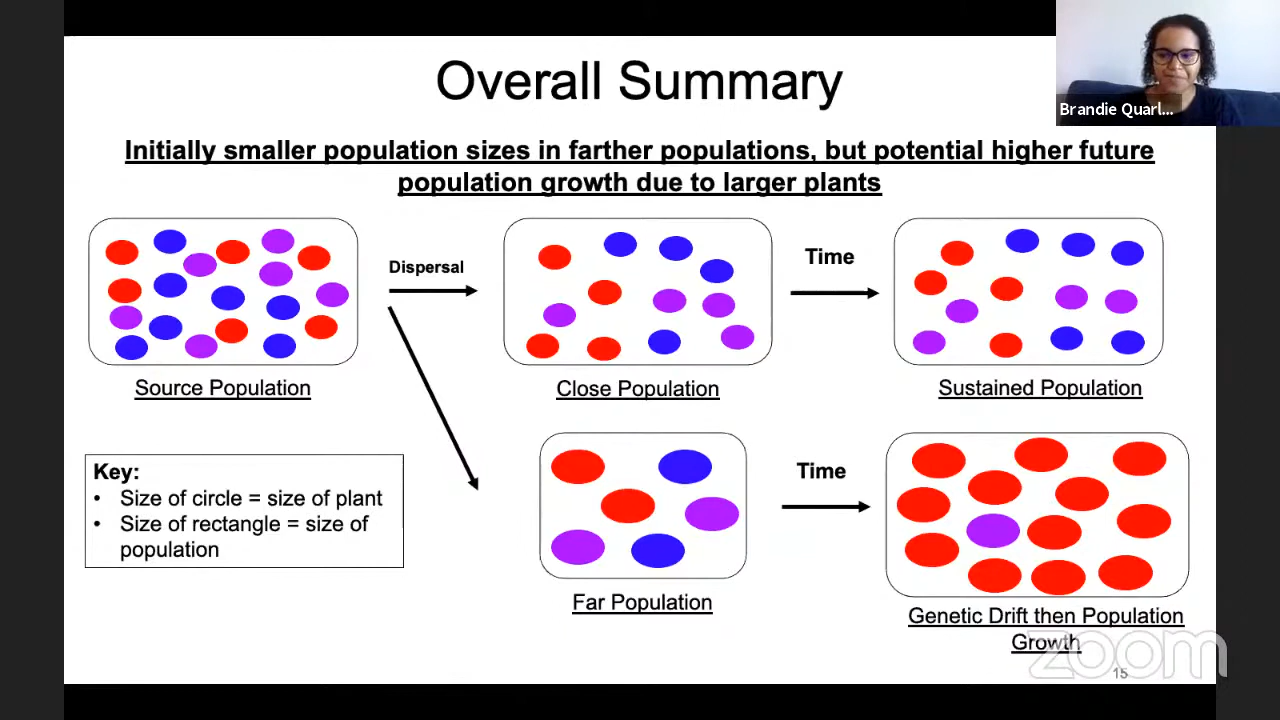 Overall Summary
Brandie Quarl...
Initially smaller population sizes in farther populations, but potential higher future
population growth due to larger plants
Dispersal
Time
Source Population
Close Population
Sustained Population
Key:
• Size of circle = size of plant
• Size of rectangle = size of
population
Time
Far Population
Genetic Drift then Population
Growth
zoom
15